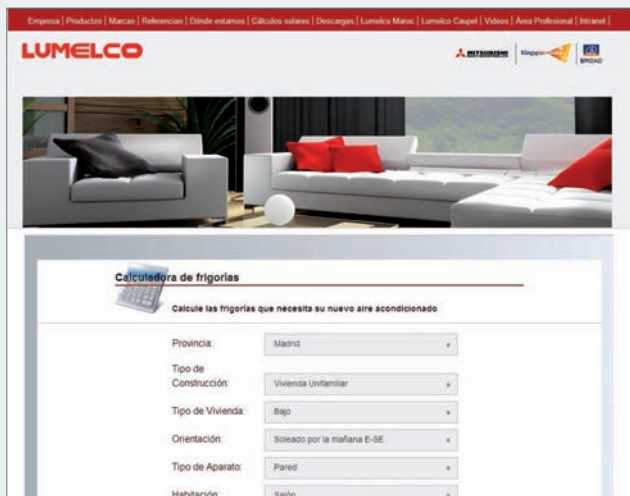 Empresa | Productos | Marcas | Referencias | Dónde estamos | Cálculos solares | Descargas | Lumelco Maroc | Lumelco Caupel | Videos | Área Profesional | Intranet |
LUMELCO
MITSUBISHI
Kingspan
BROAD
Calculadora de frigorías
Calcule las frigorías que necesita su nuevo aire acondicionado
Provincia: Madrid
Tipo de
Construcción: Vivienda Unifamiliar
Tipo de Vivienda: Bajo
Orientación: Soleado por la mañana E-SE
Tipo de Aparato: Pared
Habitación: Salón